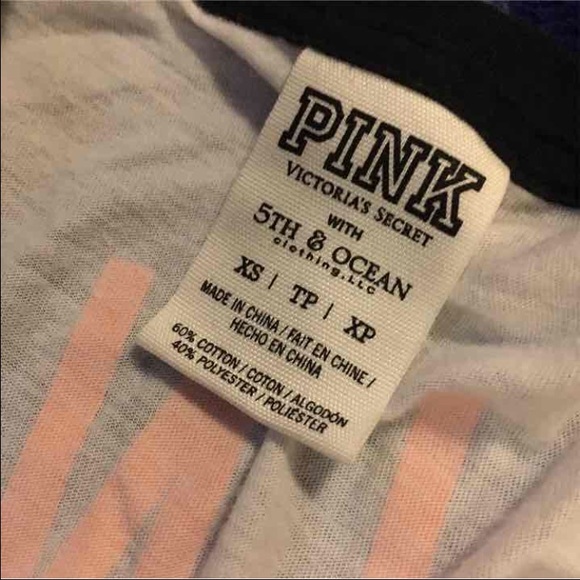 PINK
VICTORIA'S SECRET
WITH
5TH & OCEAN
clothing, LLC
XS | TP | XP
MADE IN CHINA / FAIT EN CHINE /
HECHO EN CHINA
60% COTTON / COTON / ALGODÓN
40% POLYESTER / POLIÉSTER